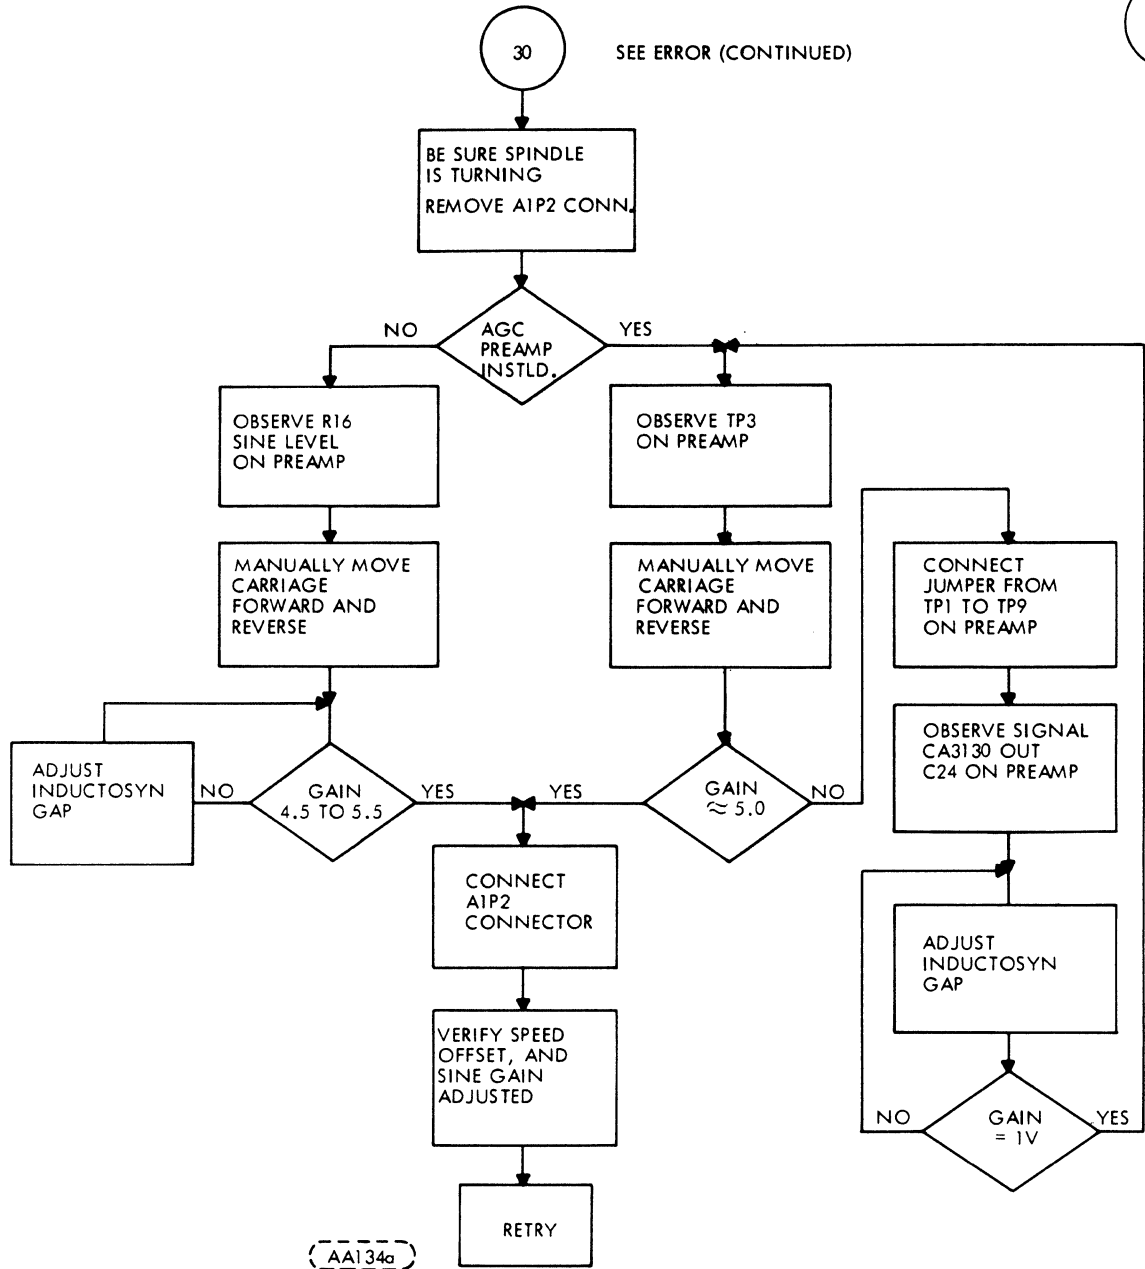 30
SEE ERROR (CONTINUED)
BE SURE SPINDLE
IS TURNING
REMOVE A1P2 CONN.
NO
AGC
PREAMP
INSTLD.
YES
OBSERVE R16
SINE LEVEL
ON PREAMP
OBSERVE TP3
ON PREAMP
MANUALLY MOVE
CARRIAGE
FORWARD AND
REVERSE
MANUALLY MOVE
CARRIAGE
FORWARD AND
REVERSE
CONNECT
JUMPER FROM
TP1 TO TP9
ON PREAMP
ADJUST
INDUCTOSYN
GAP
NO
GAIN
4.5 TO 5.5
YES
YES
GAIN
≈ 5.0
NO
OBSERVE SIGNAL
CA3130 OUT
C24 ON PREAMP
CONNECT
A1P2
CONNECTOR
ADJUST
INDUCTOSYN
GAP
VERIFY SPEED
OFFSET, AND
SINE GAIN
ADJUSTED
NO
GAIN
= 1V
YES
RETRY
AA134a